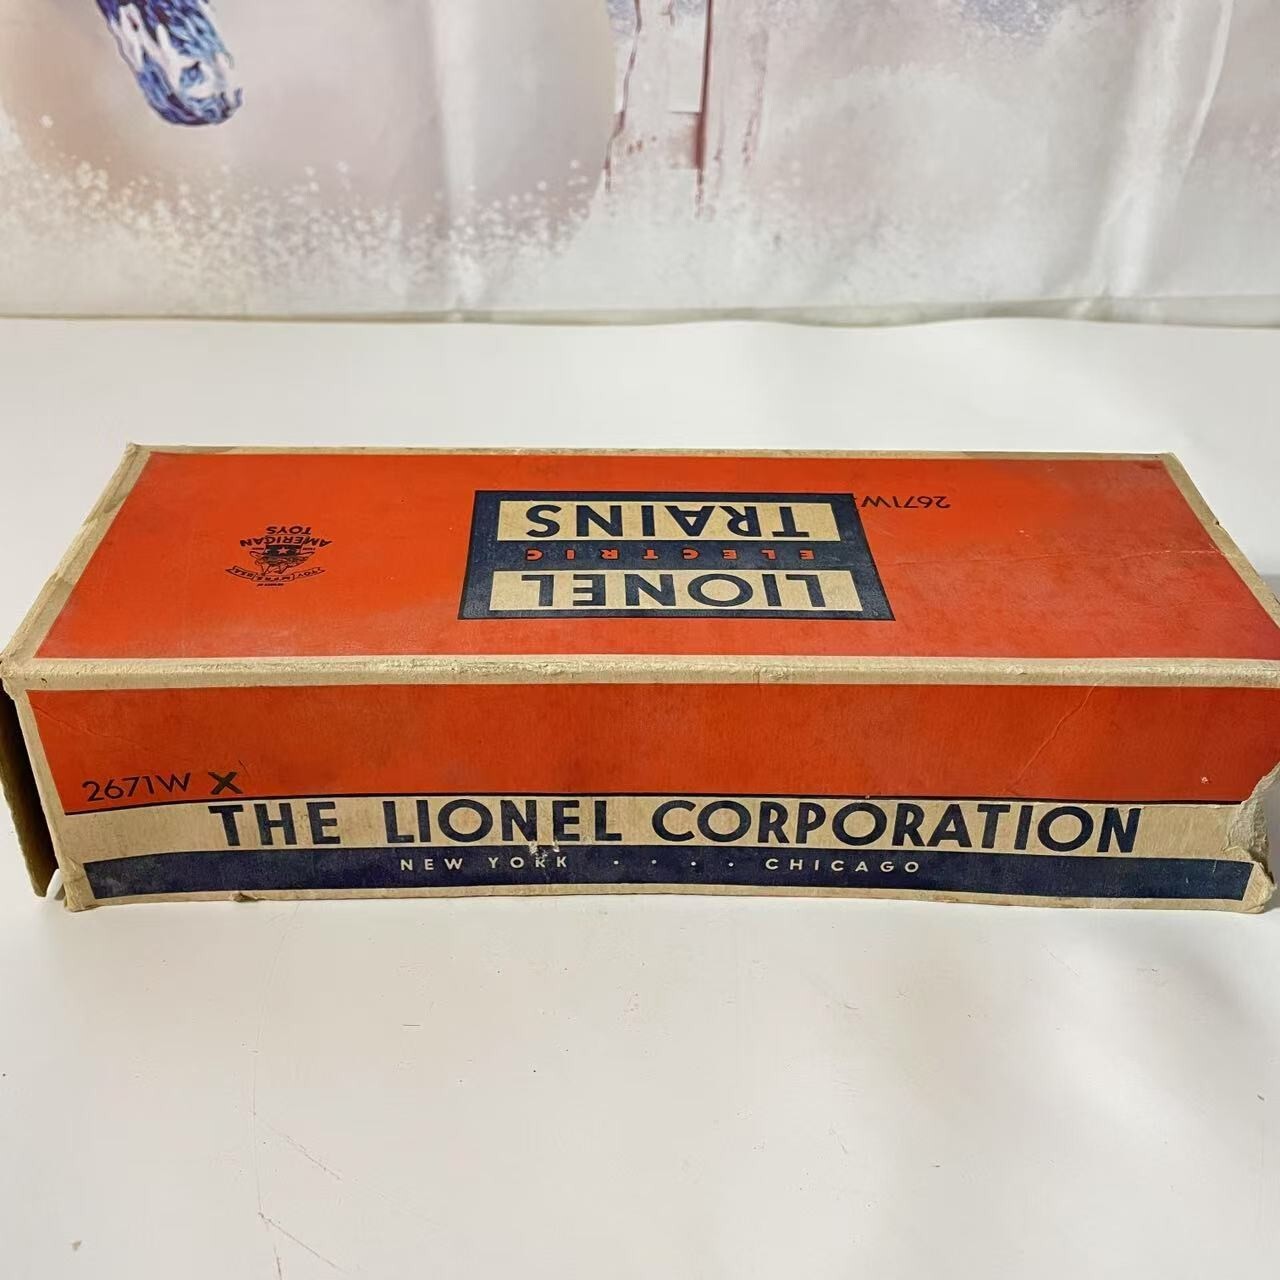 LIONEL
ELECTRIC
TRAINS
2671W
AMERICAN
TOYS
2671W X
THE LIONEL CORPORATION
NEW YORK · · · · CHICAGO